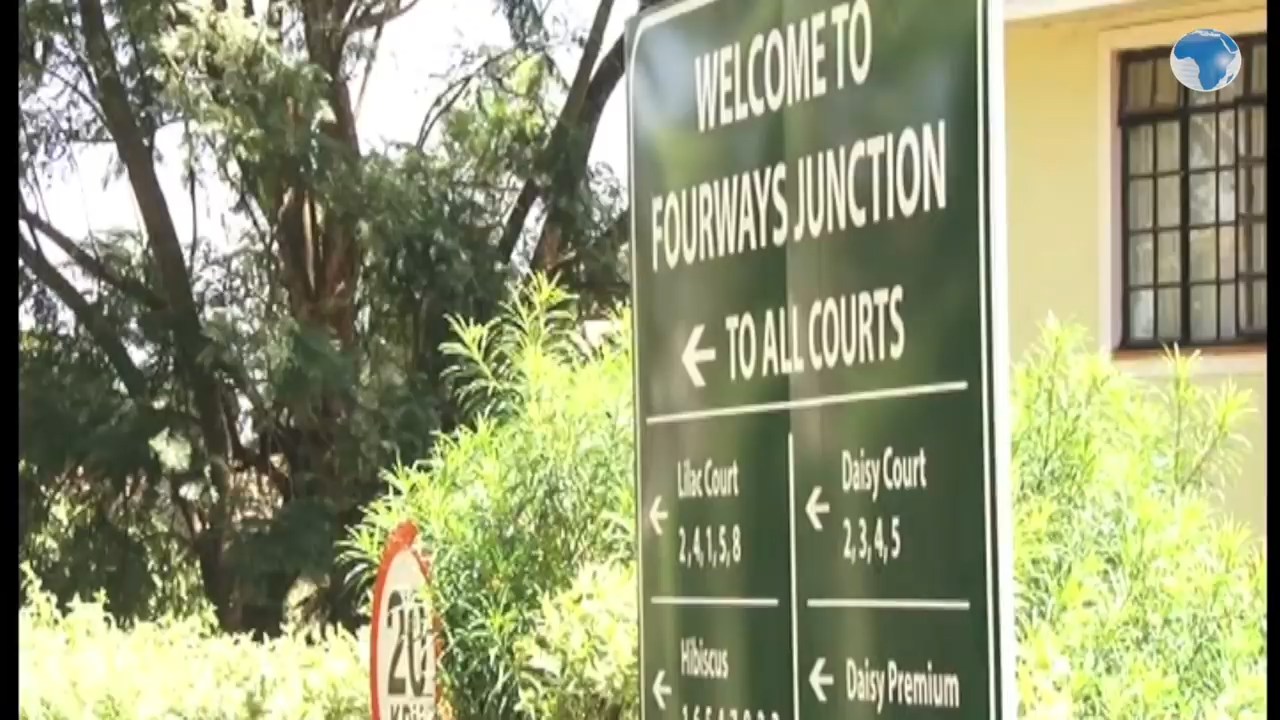 WELCOME TO
FOURWAYS JUNCTION
← TO ALL COURTS
← Lilac Court
2,4,1,5,8
← Daisy Court
2,3,4,5
← Hibiscus
← Daisy Premium
20